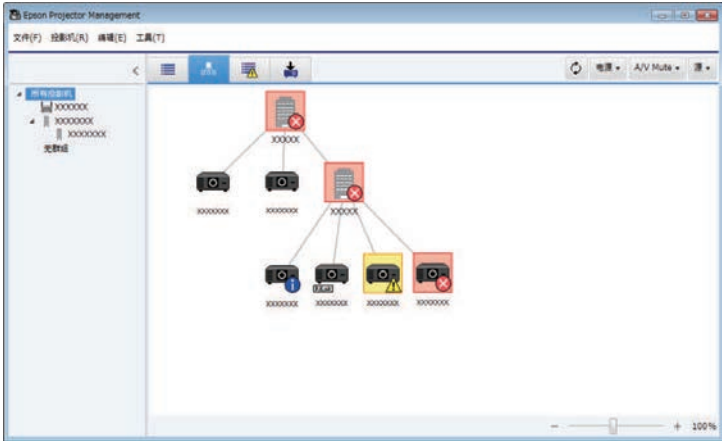 Epson Projector Management
文件(F) 投影机(R) 编辑(E) 工具(T)
电源 A/V Mute 源
所有投影机
XXXXXX
XXXXXXX
XXXXXXX
无群组
XXXXX
XXXXXXX XXXXXXX XXXXX
XXXXXXX XXXXXXX XXXXXXX XXXXXXX
100%